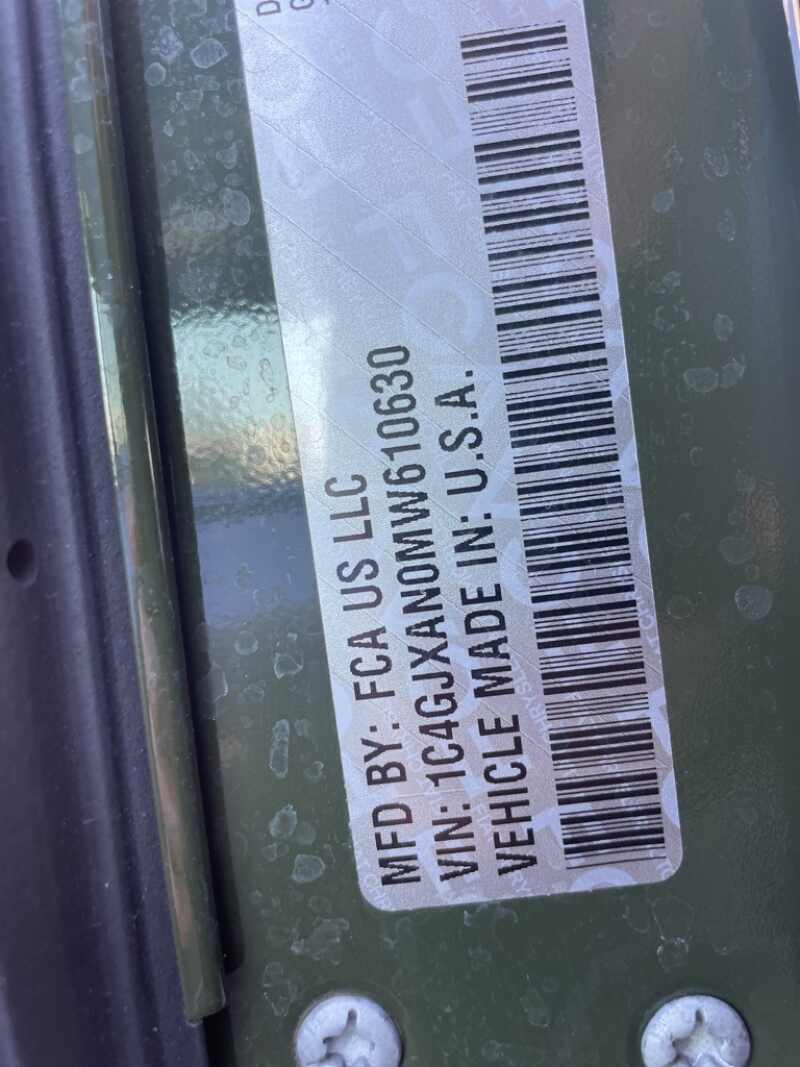 MFD BY: FCA US LLC
VIN: 1C4GJXAN0MW610630
VEHICLE MADE IN: U.S.A.